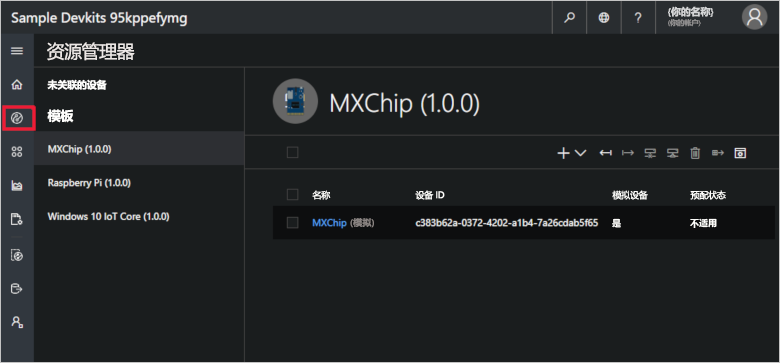 Sample Devkits 95kppefymg
?
(你的名称)
(你的帐户)
资源管理器
未关联的设备
模板
MXChip (1.0.0)
Raspberry Pi (1.0.0)
Windows 10 IoT Core (1.0.0)
MXChip (1.0.0)
名称 设备 ID 模拟设备 预配状态
MXChip (模拟) c383b62a-0372-4202-a1b4-7a26cdab5f65 是 不适用